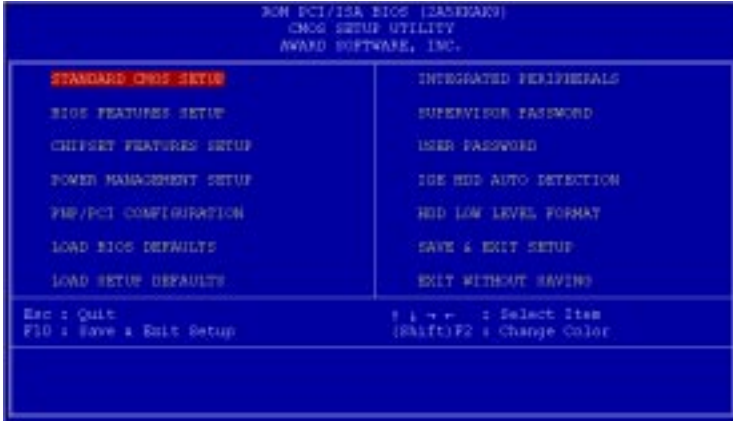 ROM PCI/ISA BIOS
CMOS SETUP UTILITY
AWARD SOFTWARE, INC.
STANDARD CMOS SETUP
BIOS FEATURES SETUP
CHIPSET FEATURES SETUP
POWER MANAGEMENT SETUP
PNP/PCI CONFIGURATION
LOAD BIOS DEFAULTS
LOAD SETUP DEFAULTS
INTEGRATED PERIPHERALS
SUPERVISOR PASSWORD
USER PASSWORD
IDE HDD AUTO DETECTION
HDD LOW LEVEL FORMAT
SAVE & EXIT SETUP
EXIT WITHOUT SAVING
Esc : Quit
F10 : Save & Exit Setup
↑ ↓ → ← : Select Item
(Shift)F2 : Change Color